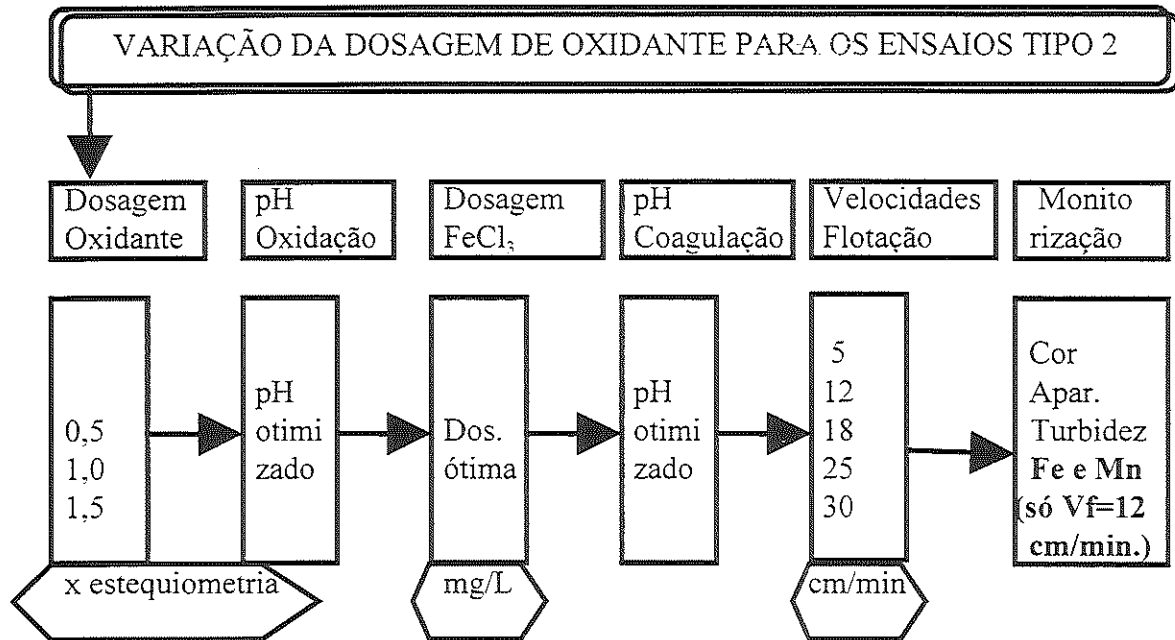 VARIAÇÃO DA DOSAGEM DE OXIDANTE PARA OS ENSAIOS TIPO 2
Dosagem
Oxidante
pH
Oxidação
Dosagem
FeCl₃
pH
Coagulação
Velocidades
Flotação
Monito
rização
0,5
1,0
1,5
pH
otimi
zado
Dos.
ótima
pH
otimi
zado
5
12
18
25
30
Cor
Apar.
Turbidez
Fe e Mn
(só Vf=12
cm/min.)
x estequiometria
mg/L
cm/min